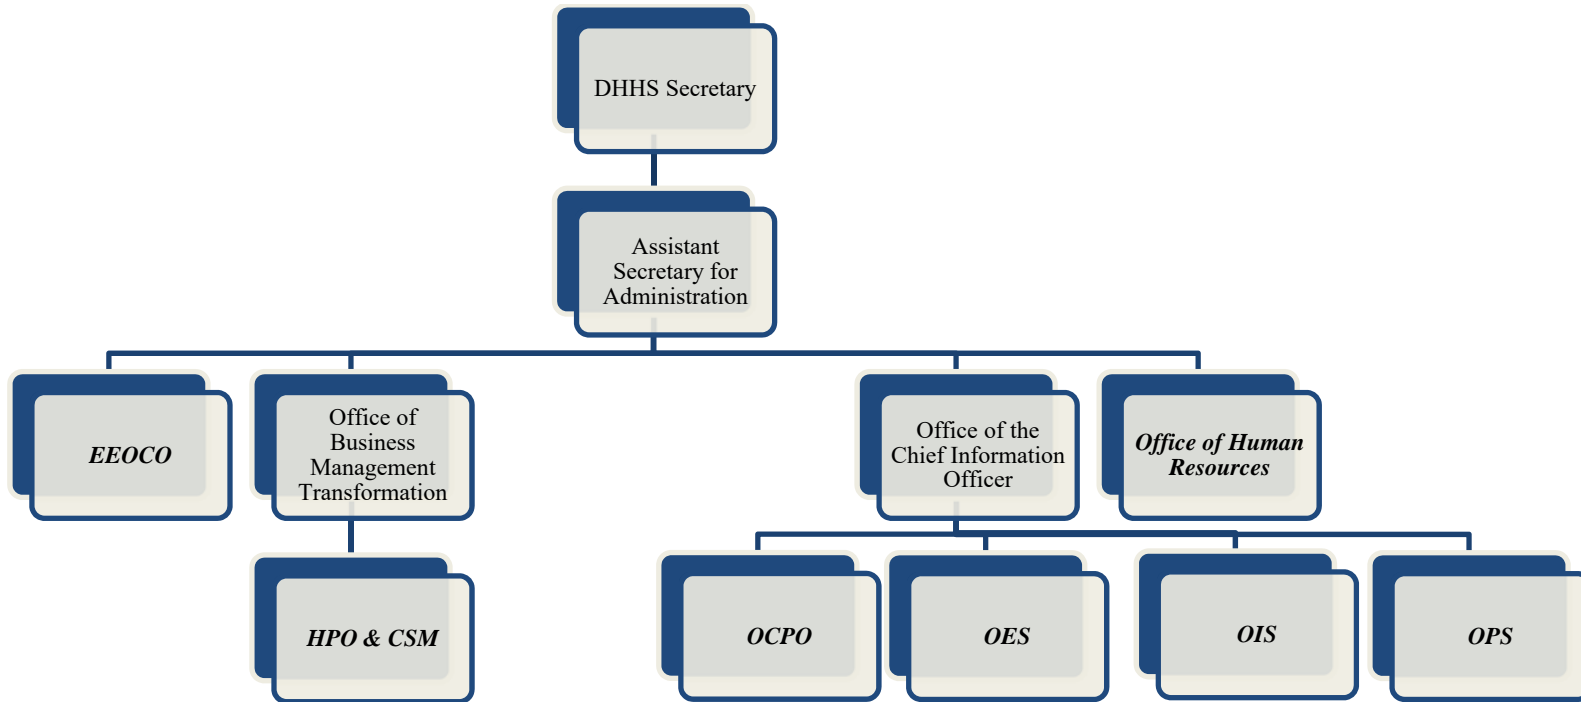 DHHS Secretary
Assistant
Secretary for
Administration
EEOCO
Office of
Business
Management
Transformation
Office of the
Chief Information
Officer
Office of Human
Resources
HPO & CSM
OCPO
OES
OIS
OPS